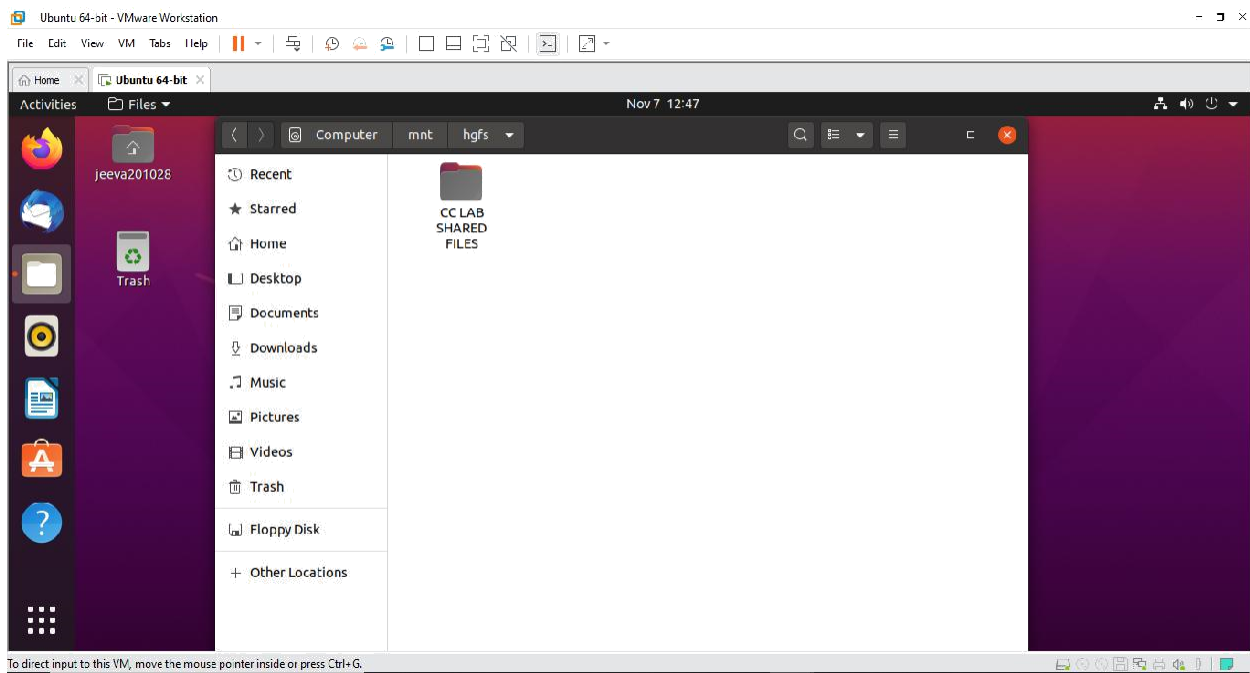 Ubuntu 64-bit - VMware Workstation
File Edit View VM Tabs Help
Home Ubuntu 64-bit
Activities Files Nov 7 12:47
Computer mnt hgfs
jeeva201028
Trash
Recent
Starred
Home
Desktop
Documents
Downloads
Music
Pictures
Videos
Trash
Floppy Disk
Other Locations
CC LAB
SHARED
FILES
To direct input to this VM, move the mouse pointer inside or press Ctrl+G.